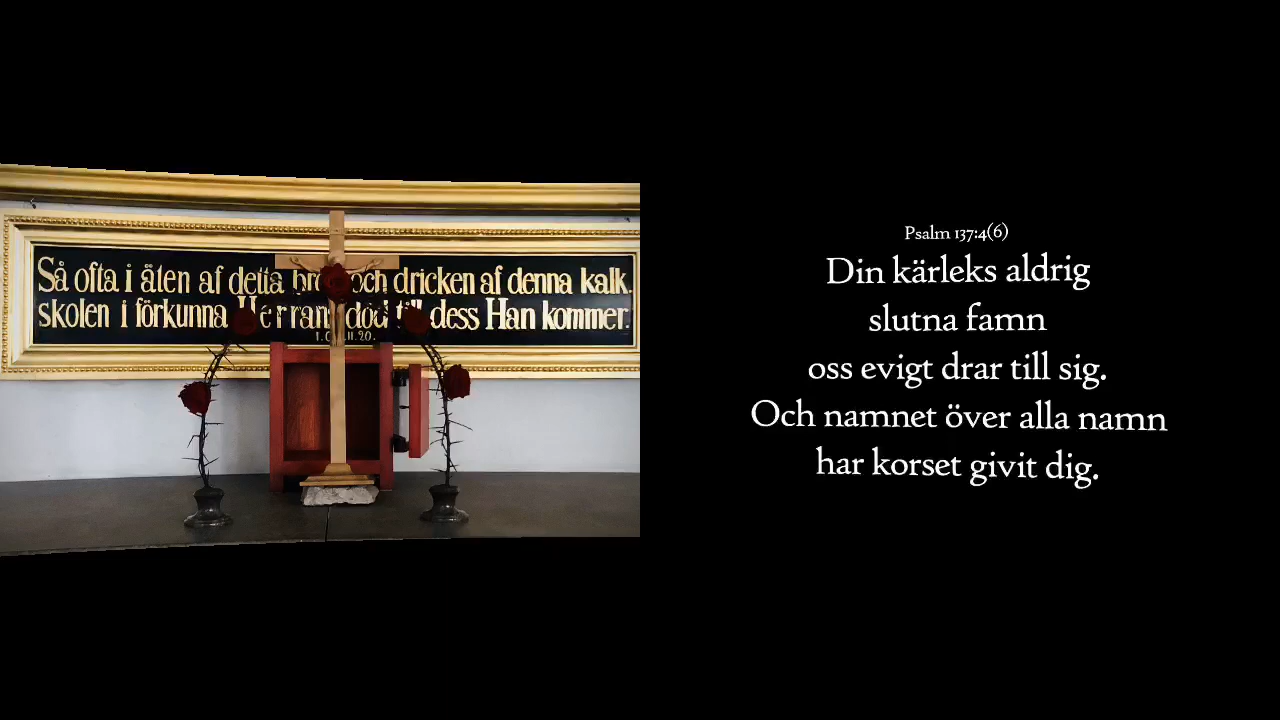 Så ofta i äten af detta och dricken af denna kalk.
skolen i förkunna Herrans död till dess Han kommer.
Psalm 137:4(6)
Din kärleks aldrig
slutna famn
oss evigt drar till sig.
Och namnet över alla namn
har korset givit dig.